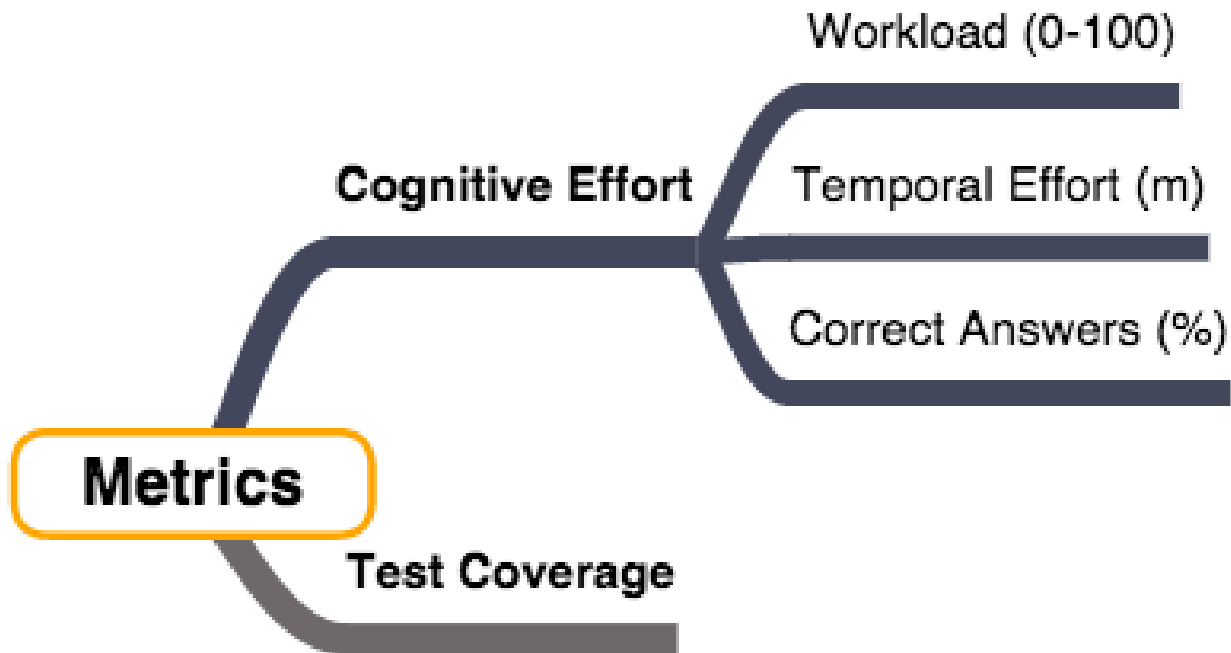 Workload (0-100)
Cognitive Effort
Temporal Effort (m)
Correct Answers (%)
Metrics
Test Coverage